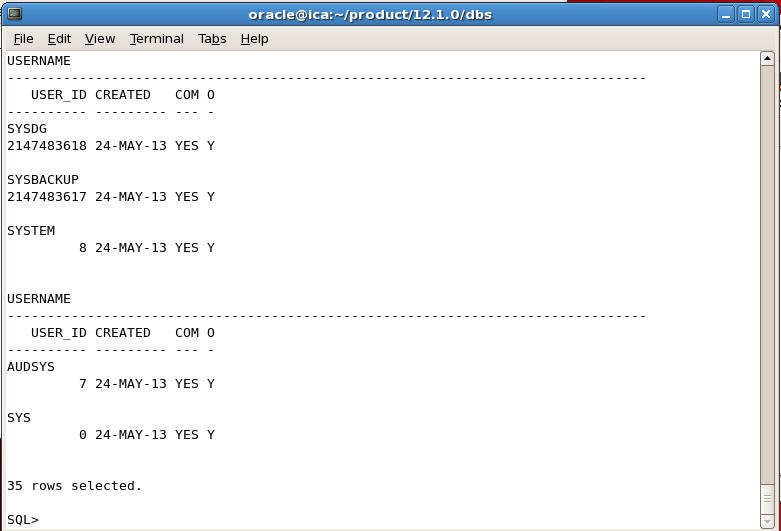 oracle@ica:~/product/12.1.0/dbs
File Edit View Terminal Tabs Help
USERNAME
--------------------------------------------------------------------------------
   USER_ID CREATED   COM O
---------- --------- --- -
SYSDG
2147483618 24-MAY-13 YES Y

SYSBACKUP
2147483617 24-MAY-13 YES Y

SYSTEM
         8 24-MAY-13 YES Y


USERNAME
--------------------------------------------------------------------------------
   USER_ID CREATED   COM O
---------- --------- --- -
AUDSYS
         7 24-MAY-13 YES Y

SYS
         0 24-MAY-13 YES Y


35 rows selected.

SQL>